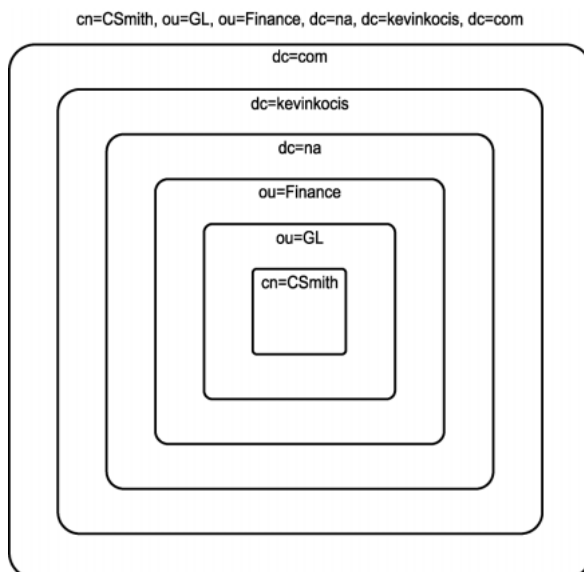 cn=CSmith, ou=GL, ou=Finance, dc=na, dc=kevinkocis, dc=com
dc=com
dc=kevinkocis
dc=na
ou=Finance
ou=GL
cn=CSmith